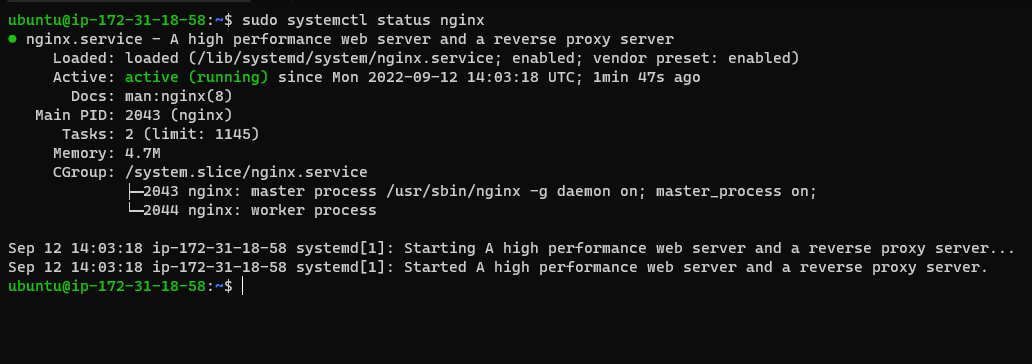 ubuntu@ip-172-31-18-58:~$ sudo systemctl status nginx
● nginx.service - A high performance web server and a reverse proxy server
     Loaded: loaded (/lib/systemd/system/nginx.service; enabled; vendor preset: enabled)
     Active: active (running) since Mon 2022-09-12 14:03:18 UTC; 1min 47s ago
       Docs: man:nginx(8)
   Main PID: 2043 (nginx)
      Tasks: 2 (limit: 1145)
     Memory: 4.7M
     CGroup: /system.slice/nginx.service
             ├─2043 nginx: master process /usr/sbin/nginx -g daemon on; master_process on;
             └─2044 nginx: worker process

Sep 12 14:03:18 ip-172-31-18-58 systemd[1]: Starting A high performance web server and a reverse proxy server...
Sep 12 14:03:18 ip-172-31-18-58 systemd[1]: Started A high performance web server and a reverse proxy server.
ubuntu@ip-172-31-18-58:~$